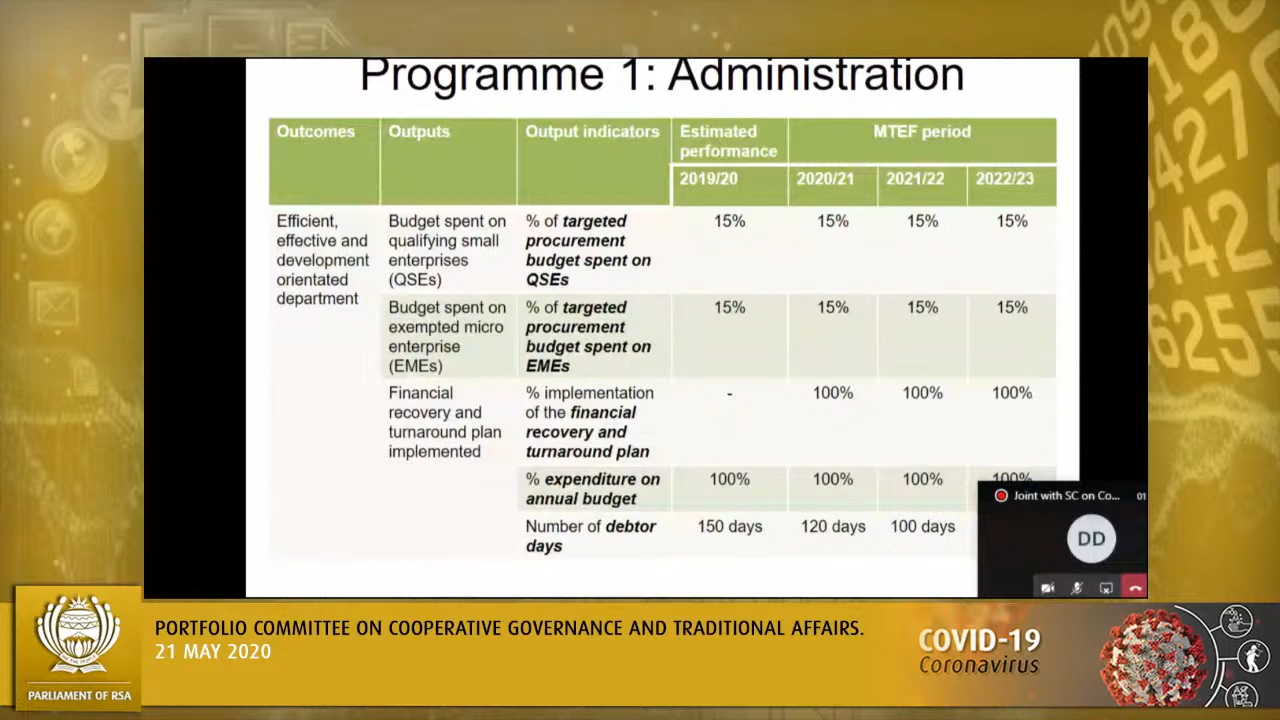 Programme 1: Administration
Outcomes
Outputs
Output indicators
Estimated
performance
MTEF period
2019/20
2020/21
2021/22
2022/23
Efficient,
effective and
development
orientated
department
Budget spent on
qualifying small
enterprises
(QSEs)
% of targeted
procurement
budget spent on
QSEs
15%
15%
15%
15%
Budget spent on
exempted micro
enterprise
(EMEs)
% of targeted
procurement
budget spent on
EMEs
15%
15%
15%
15%
Financial
recovery and
turnaround plan
implemented
% implementation
of the financial
recovery and
turnaround plan
-
100%
100%
100%
% expenditure on
annual budget
100%
100%
100%
100%
Number of debtor
days
150 days
120 days
100 days
Joint with SC on Co...
01
DD
PARLIAMENT OF RSA
PORTFOLIO COMMITTEE ON COOPERATIVE GOVERNANCE AND TRADITIONAL AFFAIRS.
21 MAY 2020
COVID-19
Coronavirus